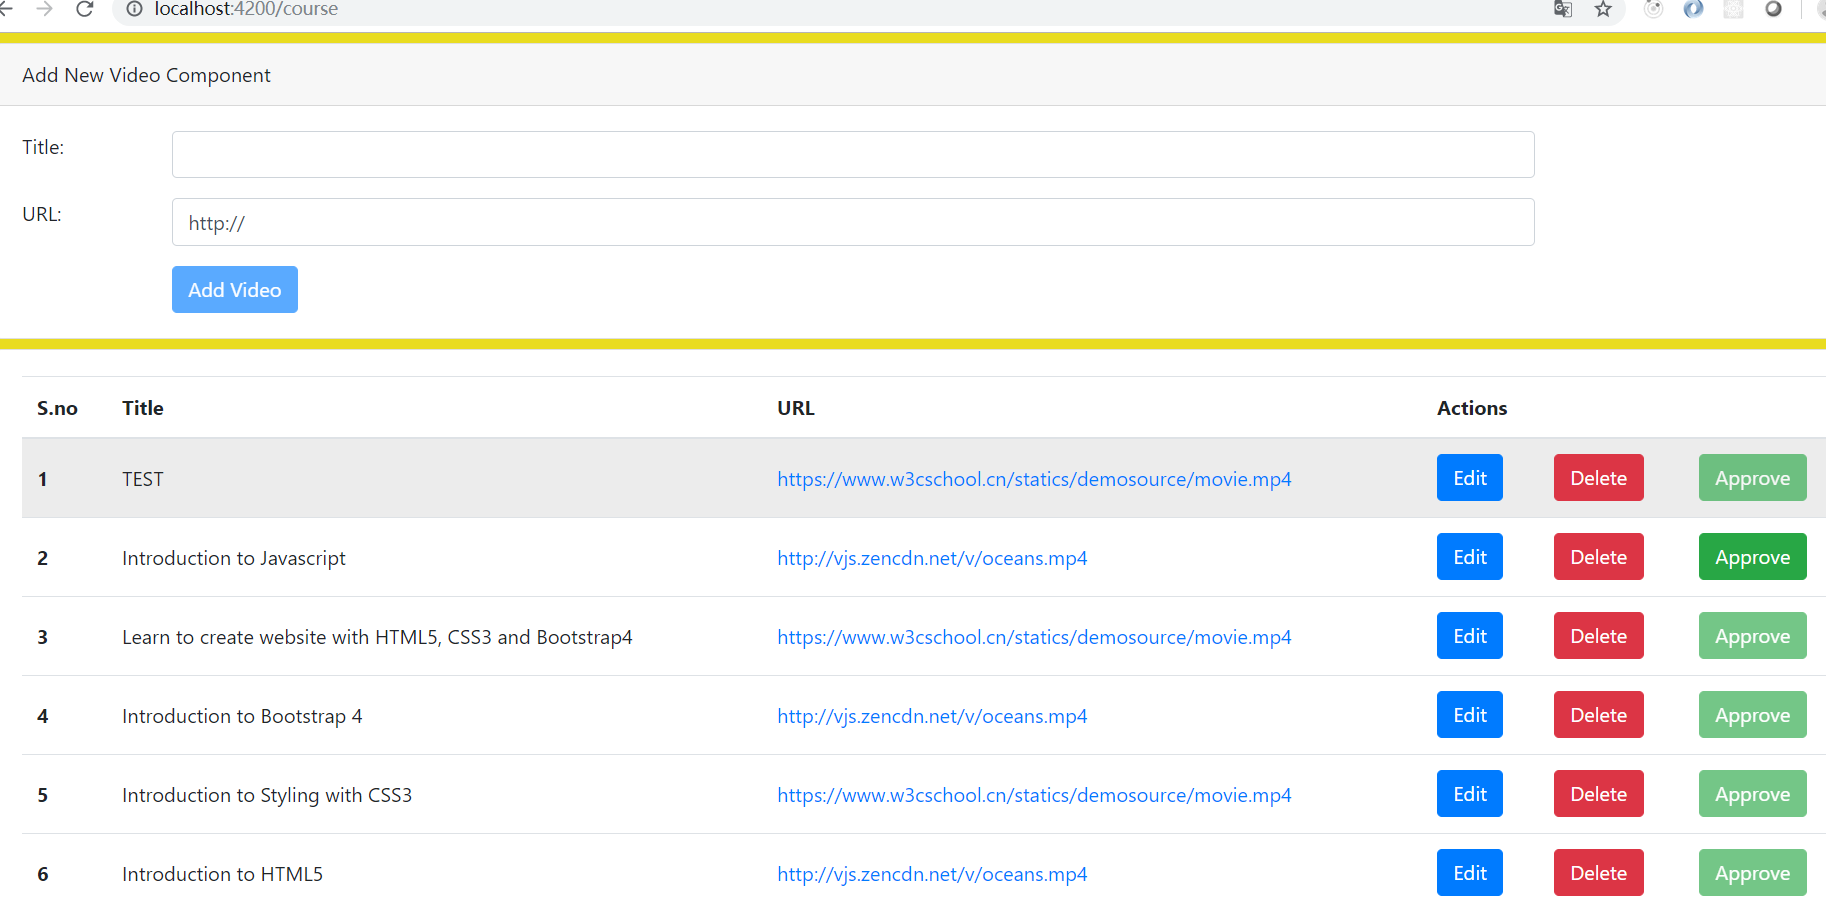 localhost:4200/course
Add New Video Component
Title:
URL: http://
Add Video
S.no Title URL Actions
1 TEST https://www.w3cschool.cn/statics/demosource/movie.mp4 Edit Delete Approve
2 Introduction to Javascript http://vjs.zencdn.net/v/oceans.mp4 Edit Delete Approve
3 Learn to create website with HTML5, CSS3 and Bootstrap4 https://www.w3cschool.cn/statics/demosource/movie.mp4 Edit Delete Approve
4 Introduction to Bootstrap 4 http://vjs.zencdn.net/v/oceans.mp4 Edit Delete Approve
5 Introduction to Styling with CSS3 https://www.w3cschool.cn/statics/demosource/movie.mp4 Edit Delete Approve
6 Introduction to HTML5 http://vjs.zencdn.net/v/oceans.mp4 Edit Delete Approve